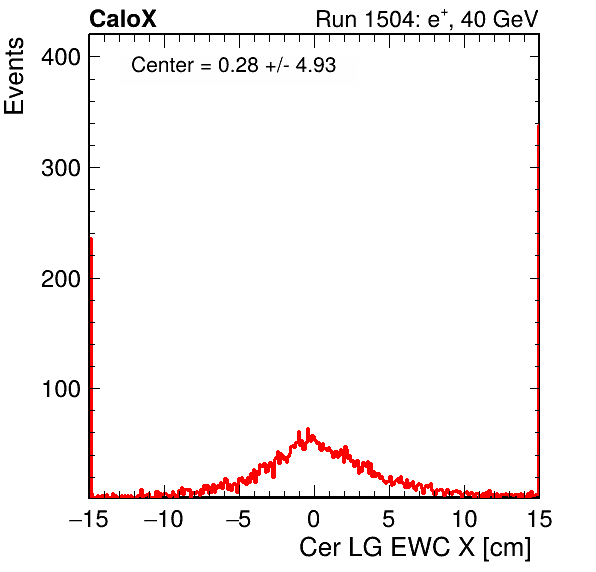 CaloX Run 1504: e⁺, 40 GeV
Center = 0.28 +/- 4.93
Events
400
300
200
100
−15 −10 −5 0 5 10 15
Cer LG EWC X [cm]